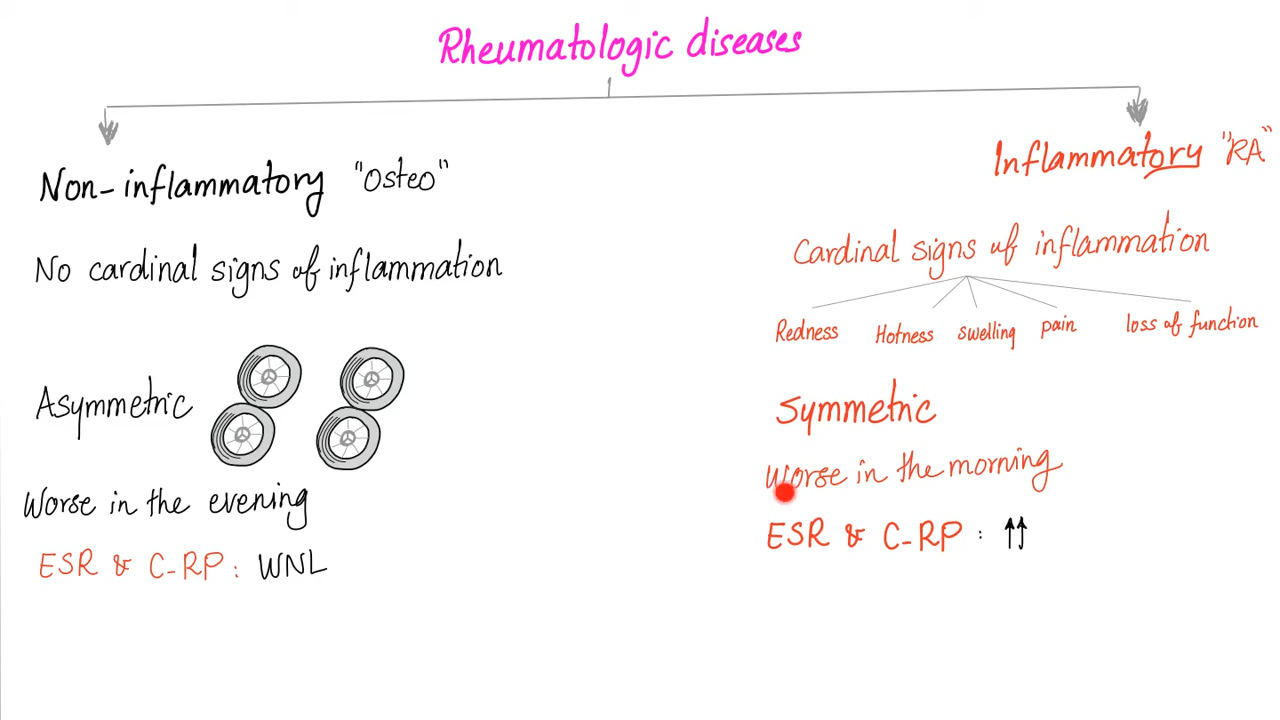 Rheumatologic diseases
Non-inflammatory "Osteo"
No cardinal signs of inflammation
Asymmetric
Worse in the evening
ESR & C-RP: WNL
Inflammatory "RA"
Cardinal signs of inflammation
Redness Hotness swelling pain loss of function
Symmetric
Worse in the morning
ESR & C-RP: ↑↑